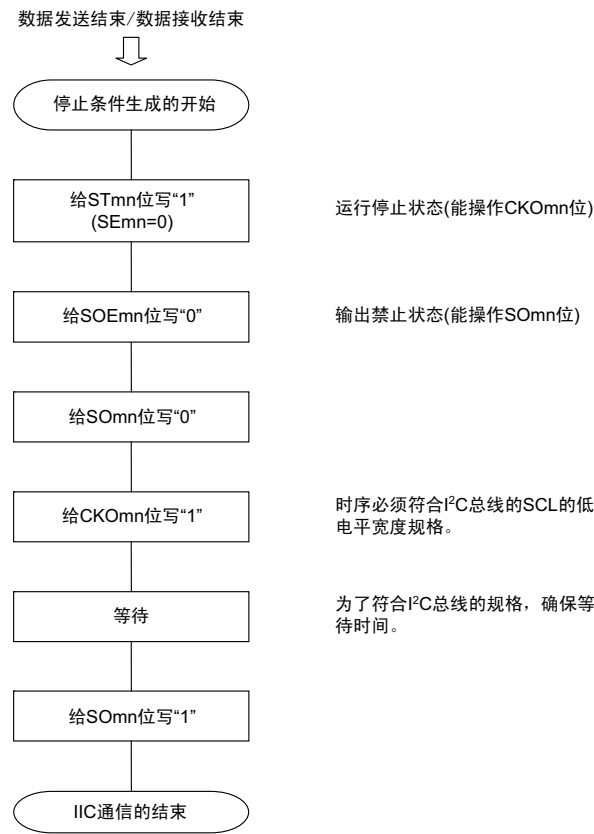 数据发送结束/数据接收结束
停止条件生成的开始
给STmn位写“1”
(SEmn=0)
运行停止状态(能操作CKOmn位)
给SOEmn位写“0”
输出禁止状态(能操作SOmn位)
给SOmn位写“0”
给CKOmn位写“1”
时序必须符合I²C总线的SCL的低
电平宽度规格。
等待
为了符合I²C总线的规格，确保等
待时间。
给SOmn位写“1”
IIC通信的结束